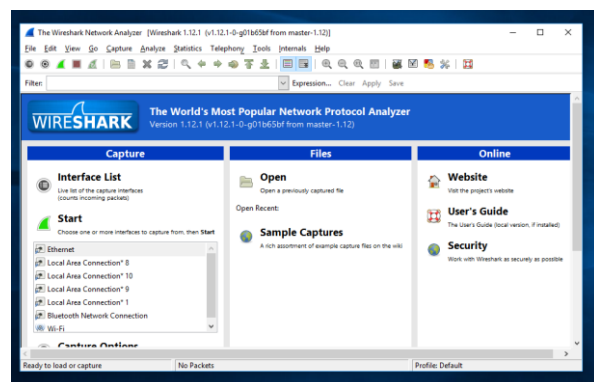 The Wireshark Network Analyzer [Wireshark 1.12.1 (v1.12.1-0-g01b65bf from master-1.12)]
File Edit View Go Capture Analyze Statistics Telephony Tools Internals Help
Filter: Expression... Clear Apply Save
WIRESHARK
The World's Most Popular Network Protocol Analyzer
Version 1.12.1 (v1.12.1-0-g01b65bf from master-1.12)
Capture
Interface List
Live list of the capture interfaces
(counts incoming packets)
Start
Choose one or more interfaces to capture from, then Start
Ethernet
Local Area Connection* 8
Local Area Connection* 10
Local Area Connection* 9
Local Area Connection* 1
Bluetooth Network Connection
Wi-Fi
Capture Options
Files
Open
Open a previously captured file
Open Recent:
Sample Captures
A rich assortment of example capture files on the wiki
Online
Website
Visit the project's website
User's Guide
The User's Guide (local version, if installed)
Security
Work with Wireshark as securely as possible
Ready to load or capture No Packets Profile: Default